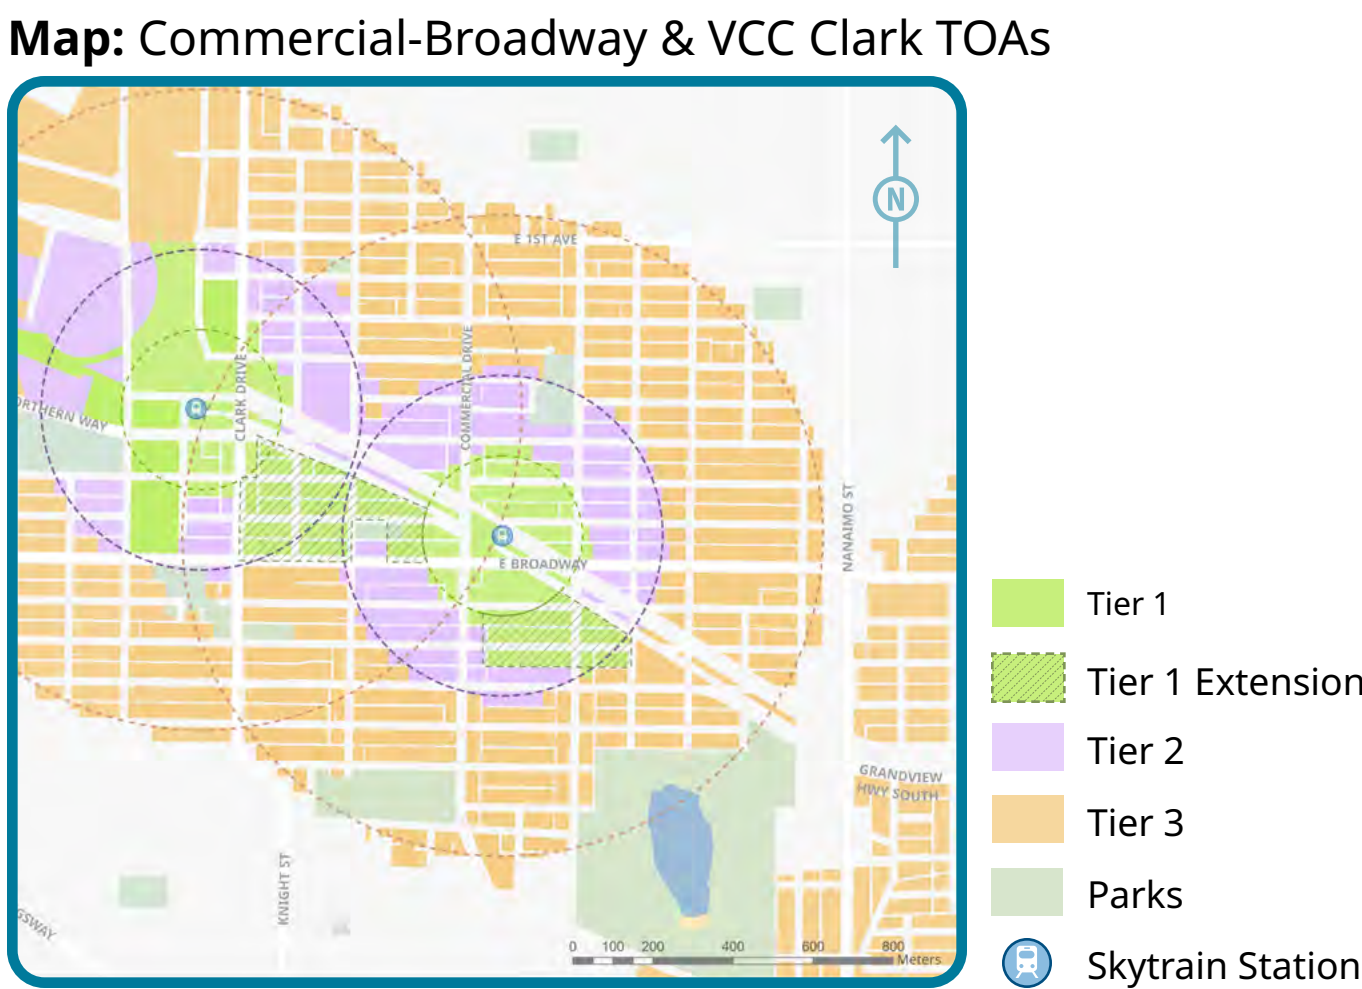 Map: Commercial-Broadway & VCC Clark TOAs
N
E 1ST AVE
COMMERCIAL DRIVE
CLARK DRIVE
ORTHERN WAY
NANAIMO ST
E BROADWAY
GRANDVIEW
HWY SOUTH
KNIGHT ST
GSWAY
0 100 200 400 600 800
Meters
Tier 1
Tier 1 Extension
Tier 2
Tier 3
Parks
Skytrain Station